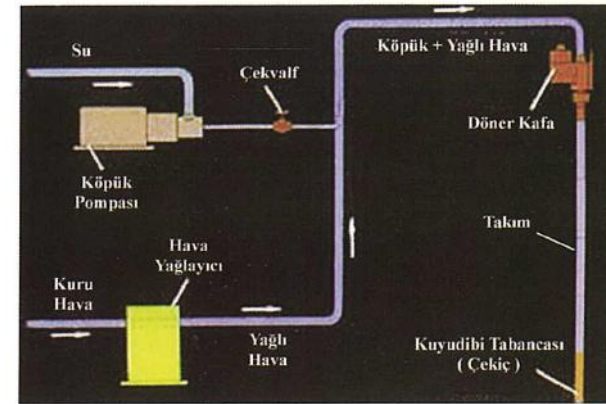 Su
Çekvalf
Köpük + Yağlı Hava
Döner Kafa
Köpük
Pompası
Hava
Yağlayıcı
Takım
Kuru
Hava
Yağlı
Hava
Kuyudibi Tabancası
( Çekiç )